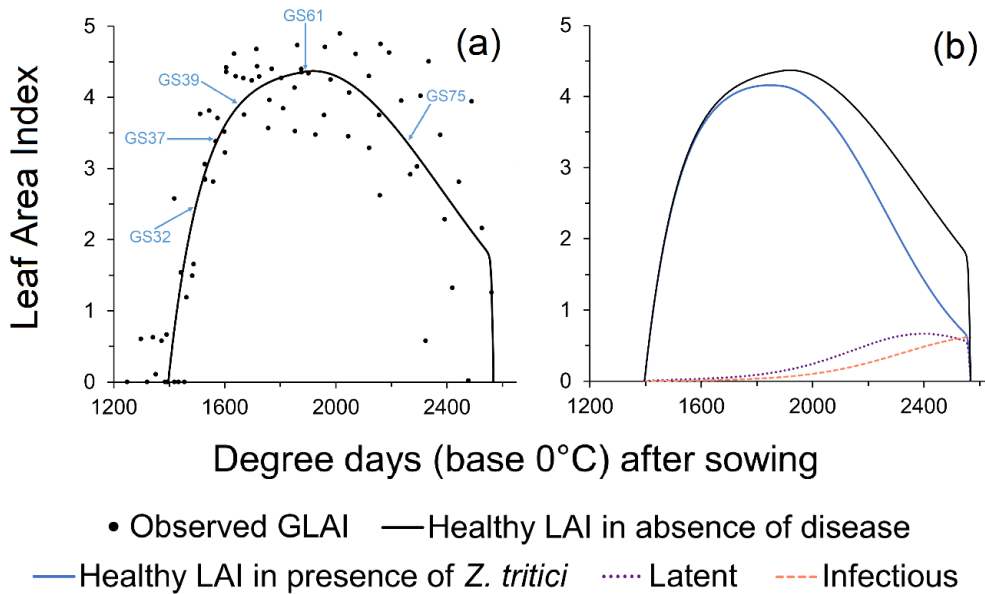 Leaf Area Index
5
4
3
2
1
0
1200
1600
2000
2400
(a)
GS61
GS39
GS75
GS37
GS32
5
4
3
2
1
0
1200
1600
2000
2400
(b)
Degree days (base 0°C) after sowing
Observed GLAI
Healthy LAI in absence of disease
Healthy LAI in presence of Z. tritici
Latent
Infectious